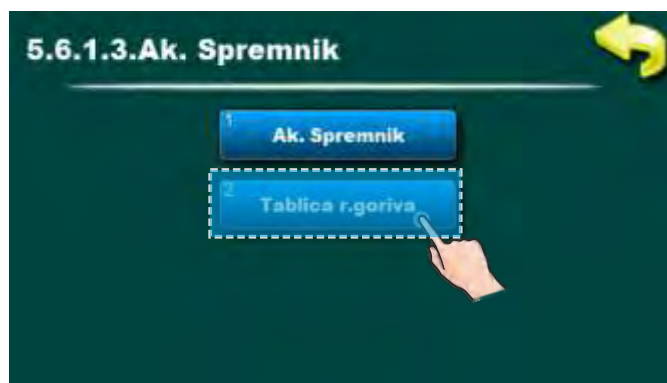 5.6.1.3.Ak. Spremnik
1
Ak. Spremnik
2
Tablica r.goriva